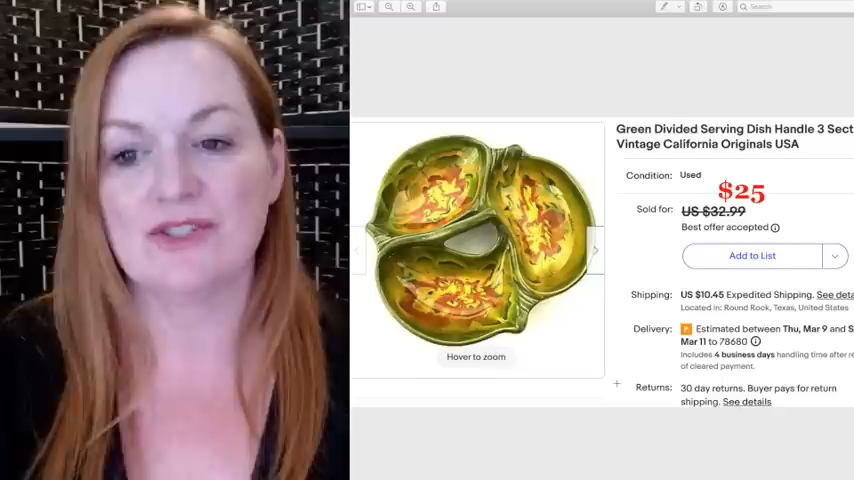 Search
Green Divided Serving Dish Handle 3 Sect
Vintage California Originals USA
Condition: Used
$25
Sold for: US $32.99
Best offer accepted
Add to List
Shipping: US $10.45 Expedited Shipping. See deta
Located in: Round Rock, Texas, United States
Delivery: Estimated between Thu, Mar 9 and S
Mar 11 to 78680
Includes 4 business days handling time after re
of cleared payment.
Returns: 30 day returns. Buyer pays for return
shipping. See details
Hover to zoom